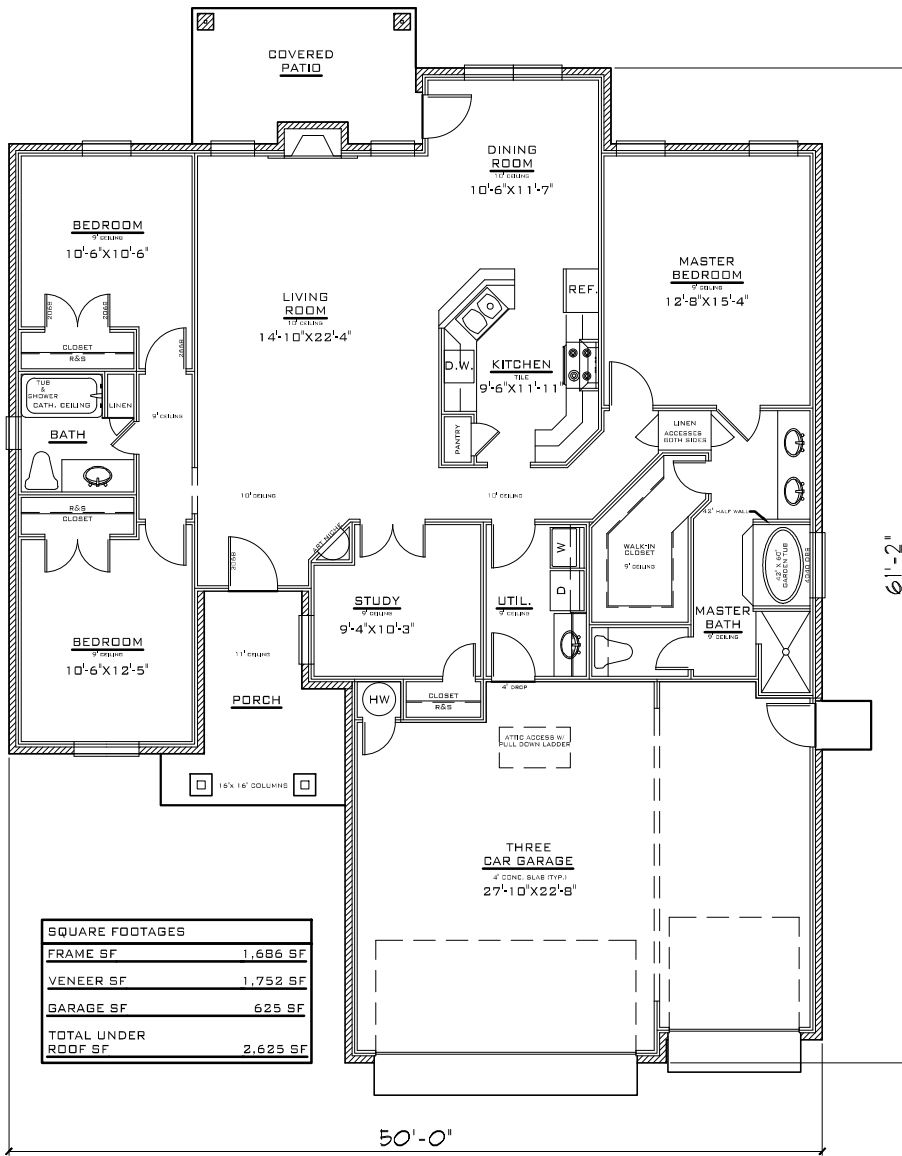 COVERED
PATIO
DINING
ROOM
10' CEILING
10'-6"X11'-7"
BEDROOM
9' CEILING
10'-6"X10'-6"
MASTER
BEDROOM
9' CEILING
12'-8"X15'-4"
REF.
LIVING
ROOM
10' CEILING
14'-10"X22'-4"
2068
2068
CLOSET
R&S
2668
D.W.
KITCHEN
TILE
9'-6"X11'-11"
TUB
&
SHOWER
CATH. CEILING
LINEN
9' CEILING
BATH
PANTRY
LINEN
ACCESSES
BOTH SIDES
R&S
CLOSET
10' CEILING
10' CEILING
42" HALF WALL
ART NICHE
W
D
WALK-IN
CLOSET
9' CEILING
42" X 60"
GARDEN TUB
4040 OBS
3068
STUDY
9' CEILING
9'-4"X10'-3"
UTIL.
9' CEILING
MASTER
BATH
9' CEILING
BEDROOM
9' CEILING
10'-6"X12'-5"
11' CEILING
PORCH
HW
CLOSET
R&S
4" DROP
ATTIC ACCESS W/
PULL DOWN LADDER
16"x 16" COLUMNS
THREE
CAR GARAGE
4" CONC. SLAB (TYP.)
27'-10"X22'-8"
SQUARE FOOTAGES
FRAME SF 1,686 SF
VENEER SF 1,752 SF
GARAGE SF 625 SF
TOTAL UNDER
ROOF SF 2,625 SF
61'-2"
50'-0"